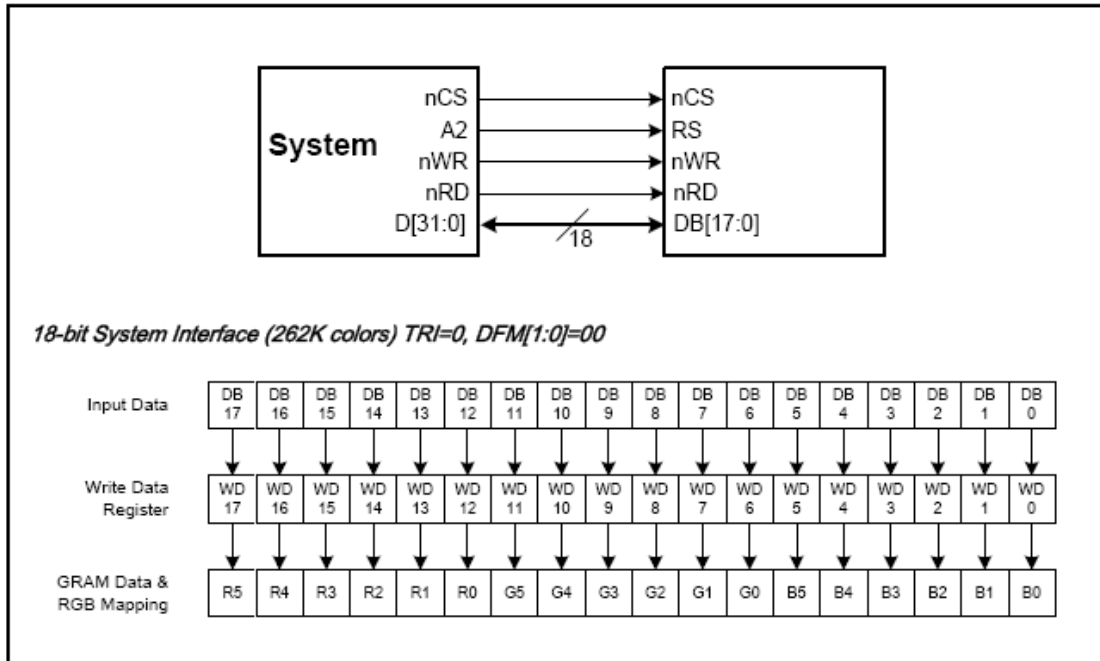 nCS nCS
A2 RS
System
nWR nWR
nRD nRD
D[31:0] DB[17:0]
18
18-bit System Interface (262K colors) TRI=0, DFM[1:0]=00
Input Data
DB DB DB DB DB DB DB DB DB DB DB DB DB DB DB DB DB DB
17 16 15 14 13 12 11 10 9 8 7 6 5 4 3 2 1 0
Write Data
Register
WD WD WD WD WD WD WD WD WD WD WD WD WD WD WD WD WD WD
17 16 15 14 13 12 11 10 9 8 7 6 5 4 3 2 1 0
GRAM Data &
RGB Mapping
R5 R4 R3 R2 R1 R0 G5 G4 G3 G2 G1 G0 B5 B4 B3 B2 B1 B0